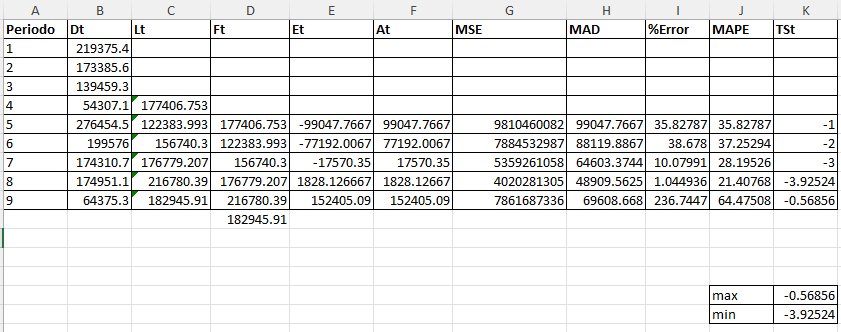 A B C D E F G H I J K
Periodo Dt Lt Ft Et At MSE MAD %Error MAPE TSt
1 219375.4
2 173385.6
3 139459.3
4 54307.1 177406.753
5 276454.5 122383.993 177406.753 -99047.7667 99047.7667 9810460082 99047.7667 35.82787 35.82787 -1
6 199576 156740.3 122383.993 -77192.0067 77192.0067 7884532987 88119.8867 38.678 37.25294 -2
7 174310.7 176779.207 156740.3 -17570.35 17570.35 5359261058 64603.3744 10.07991 28.19526 -3
8 174951.1 216780.39 176779.207 1828.126667 1828.12667 4020281305 48909.5625 1.044936 21.40768 -3.92524
9 64375.3 182945.91 216780.39 152405.09 152405.09 7861687336 69608.668 236.7447 64.47508 -0.56856
182945.91
max -0.56856
min -3.92524